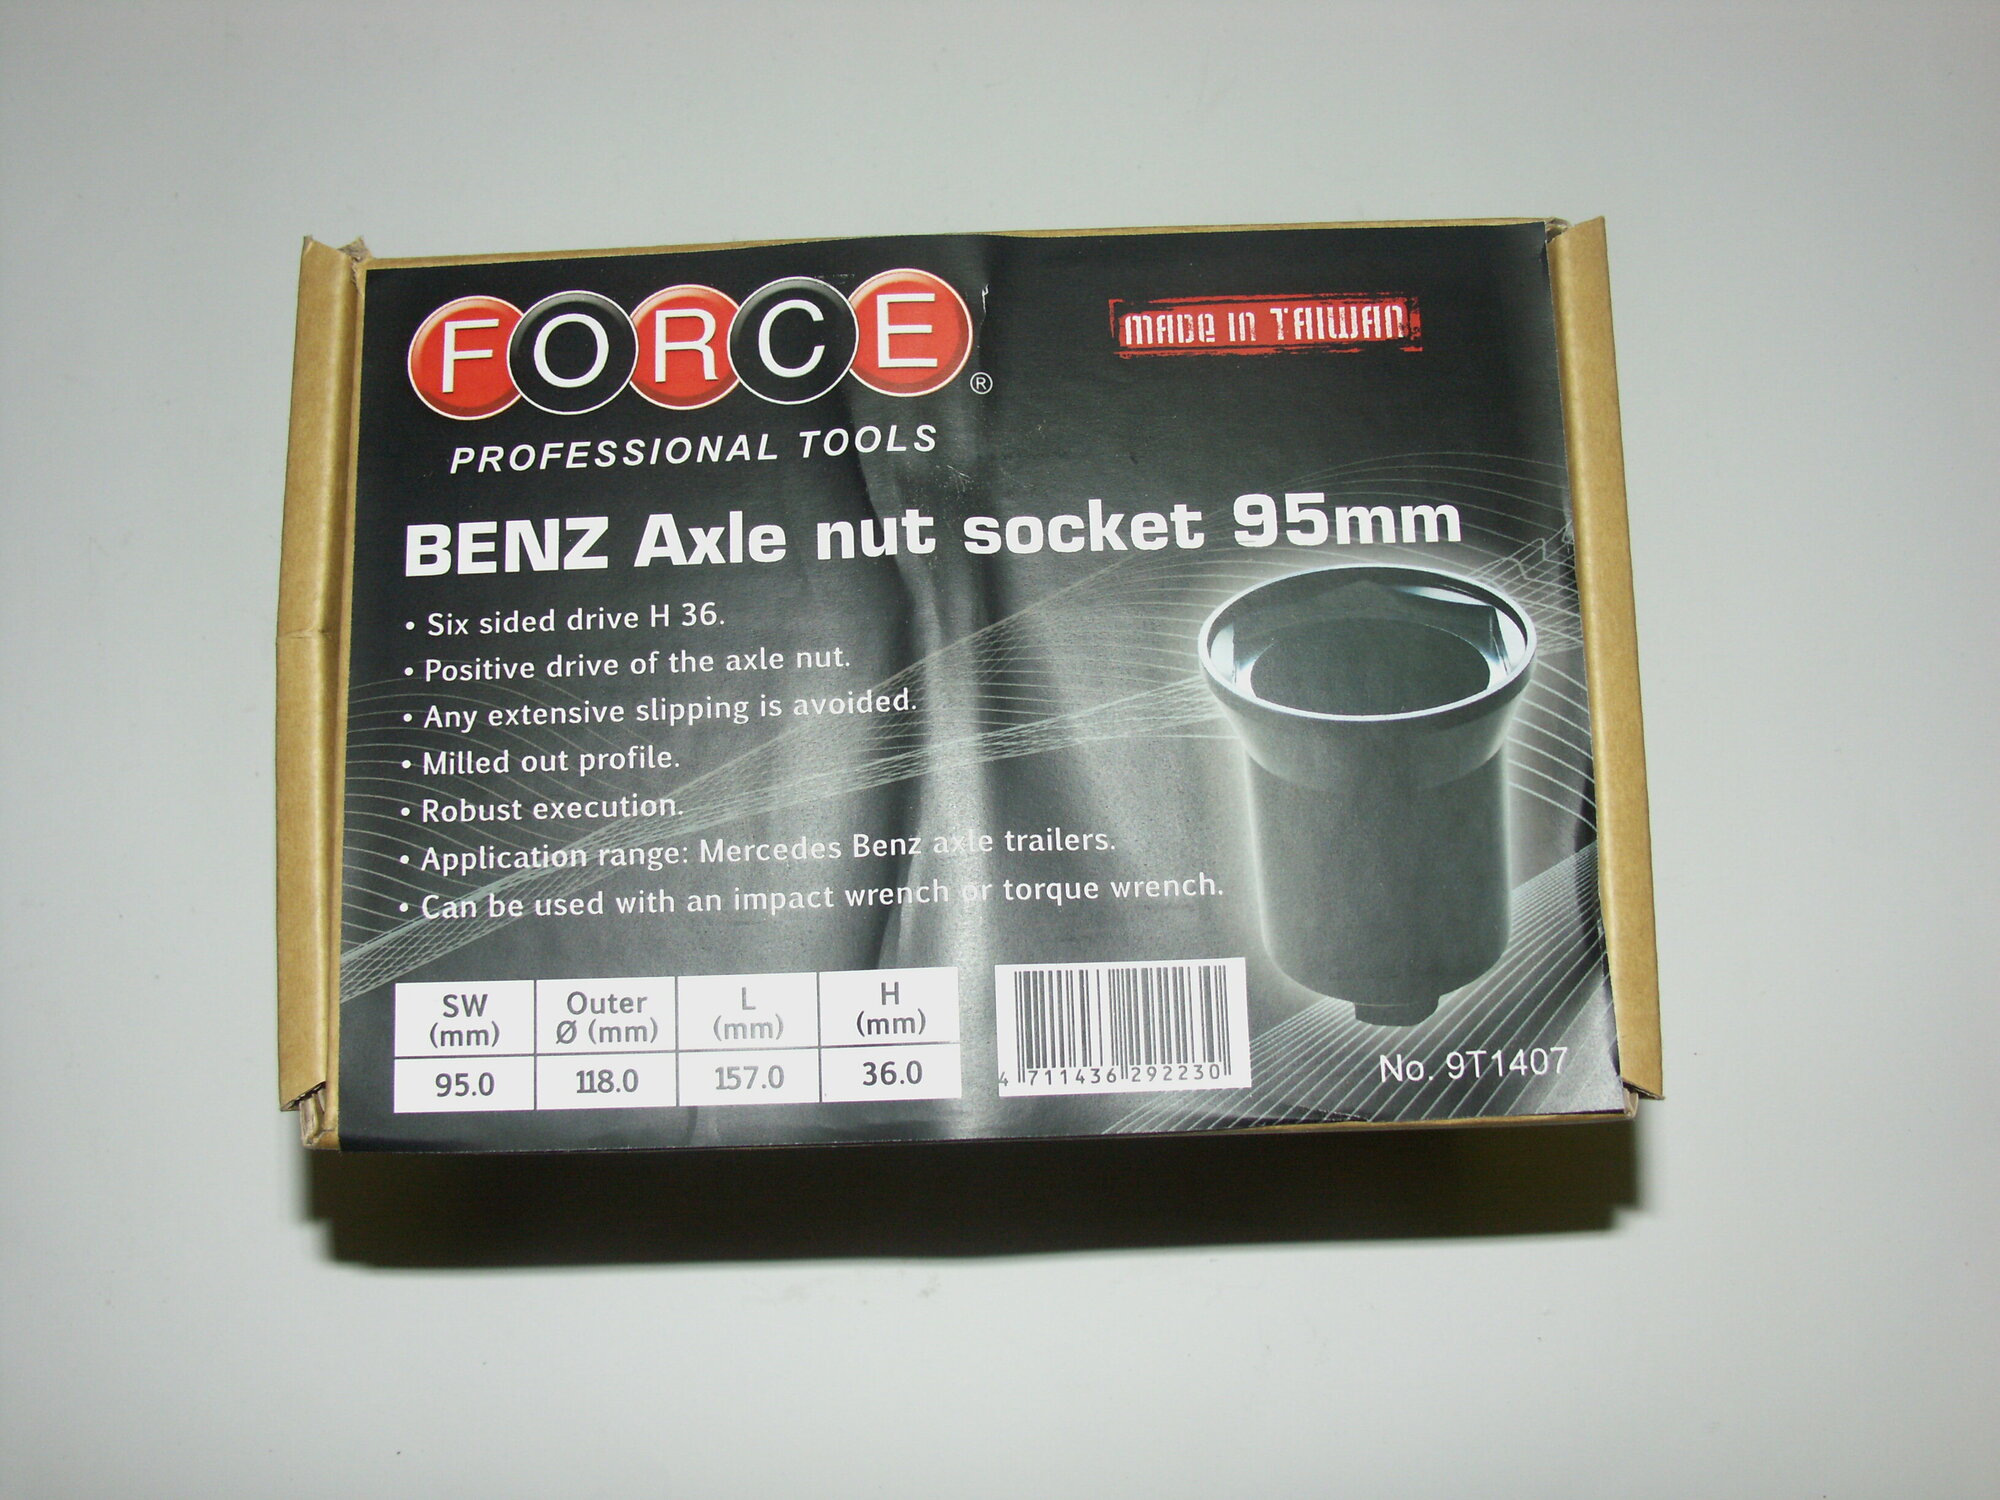 FORCE®
MADE IN TAIWAN
PROFESSIONAL TOOLS
BENZ Axle nut socket 95mm
• Six sided drive H 36.
• Positive drive of the axle nut.
• Any extensive slipping is avoided.
• Milled out profile.
• Robust execution.
• Application range: Mercedes Benz axle trailers.
• Can be used with an impact wrench or torque wrench.
SW (mm) Outer Ø (mm) L (mm) H (mm)
95.0 118.0 157.0 36.0
4 711436 292230
No. 9T1407